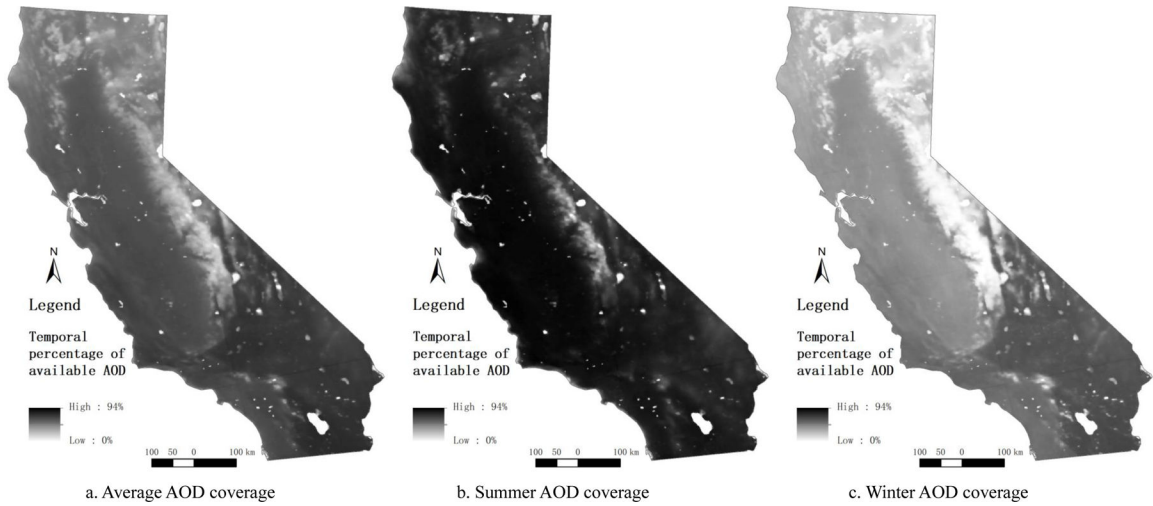 N
Legend
Temporal
percentage of
available AOD
High : 94%
Low : 0%
100 50 0 100 km
a. Average AOD coverage
N
Legend
Temporal
percentage of
available AOD
High : 94%
Low : 0%
100 50 0 100 km
b. Summer AOD coverage
N
Legend
Temporal
percentage of
available AOD
High : 94%
Low : 0%
100 50 0 100 km
c. Winter AOD coverage